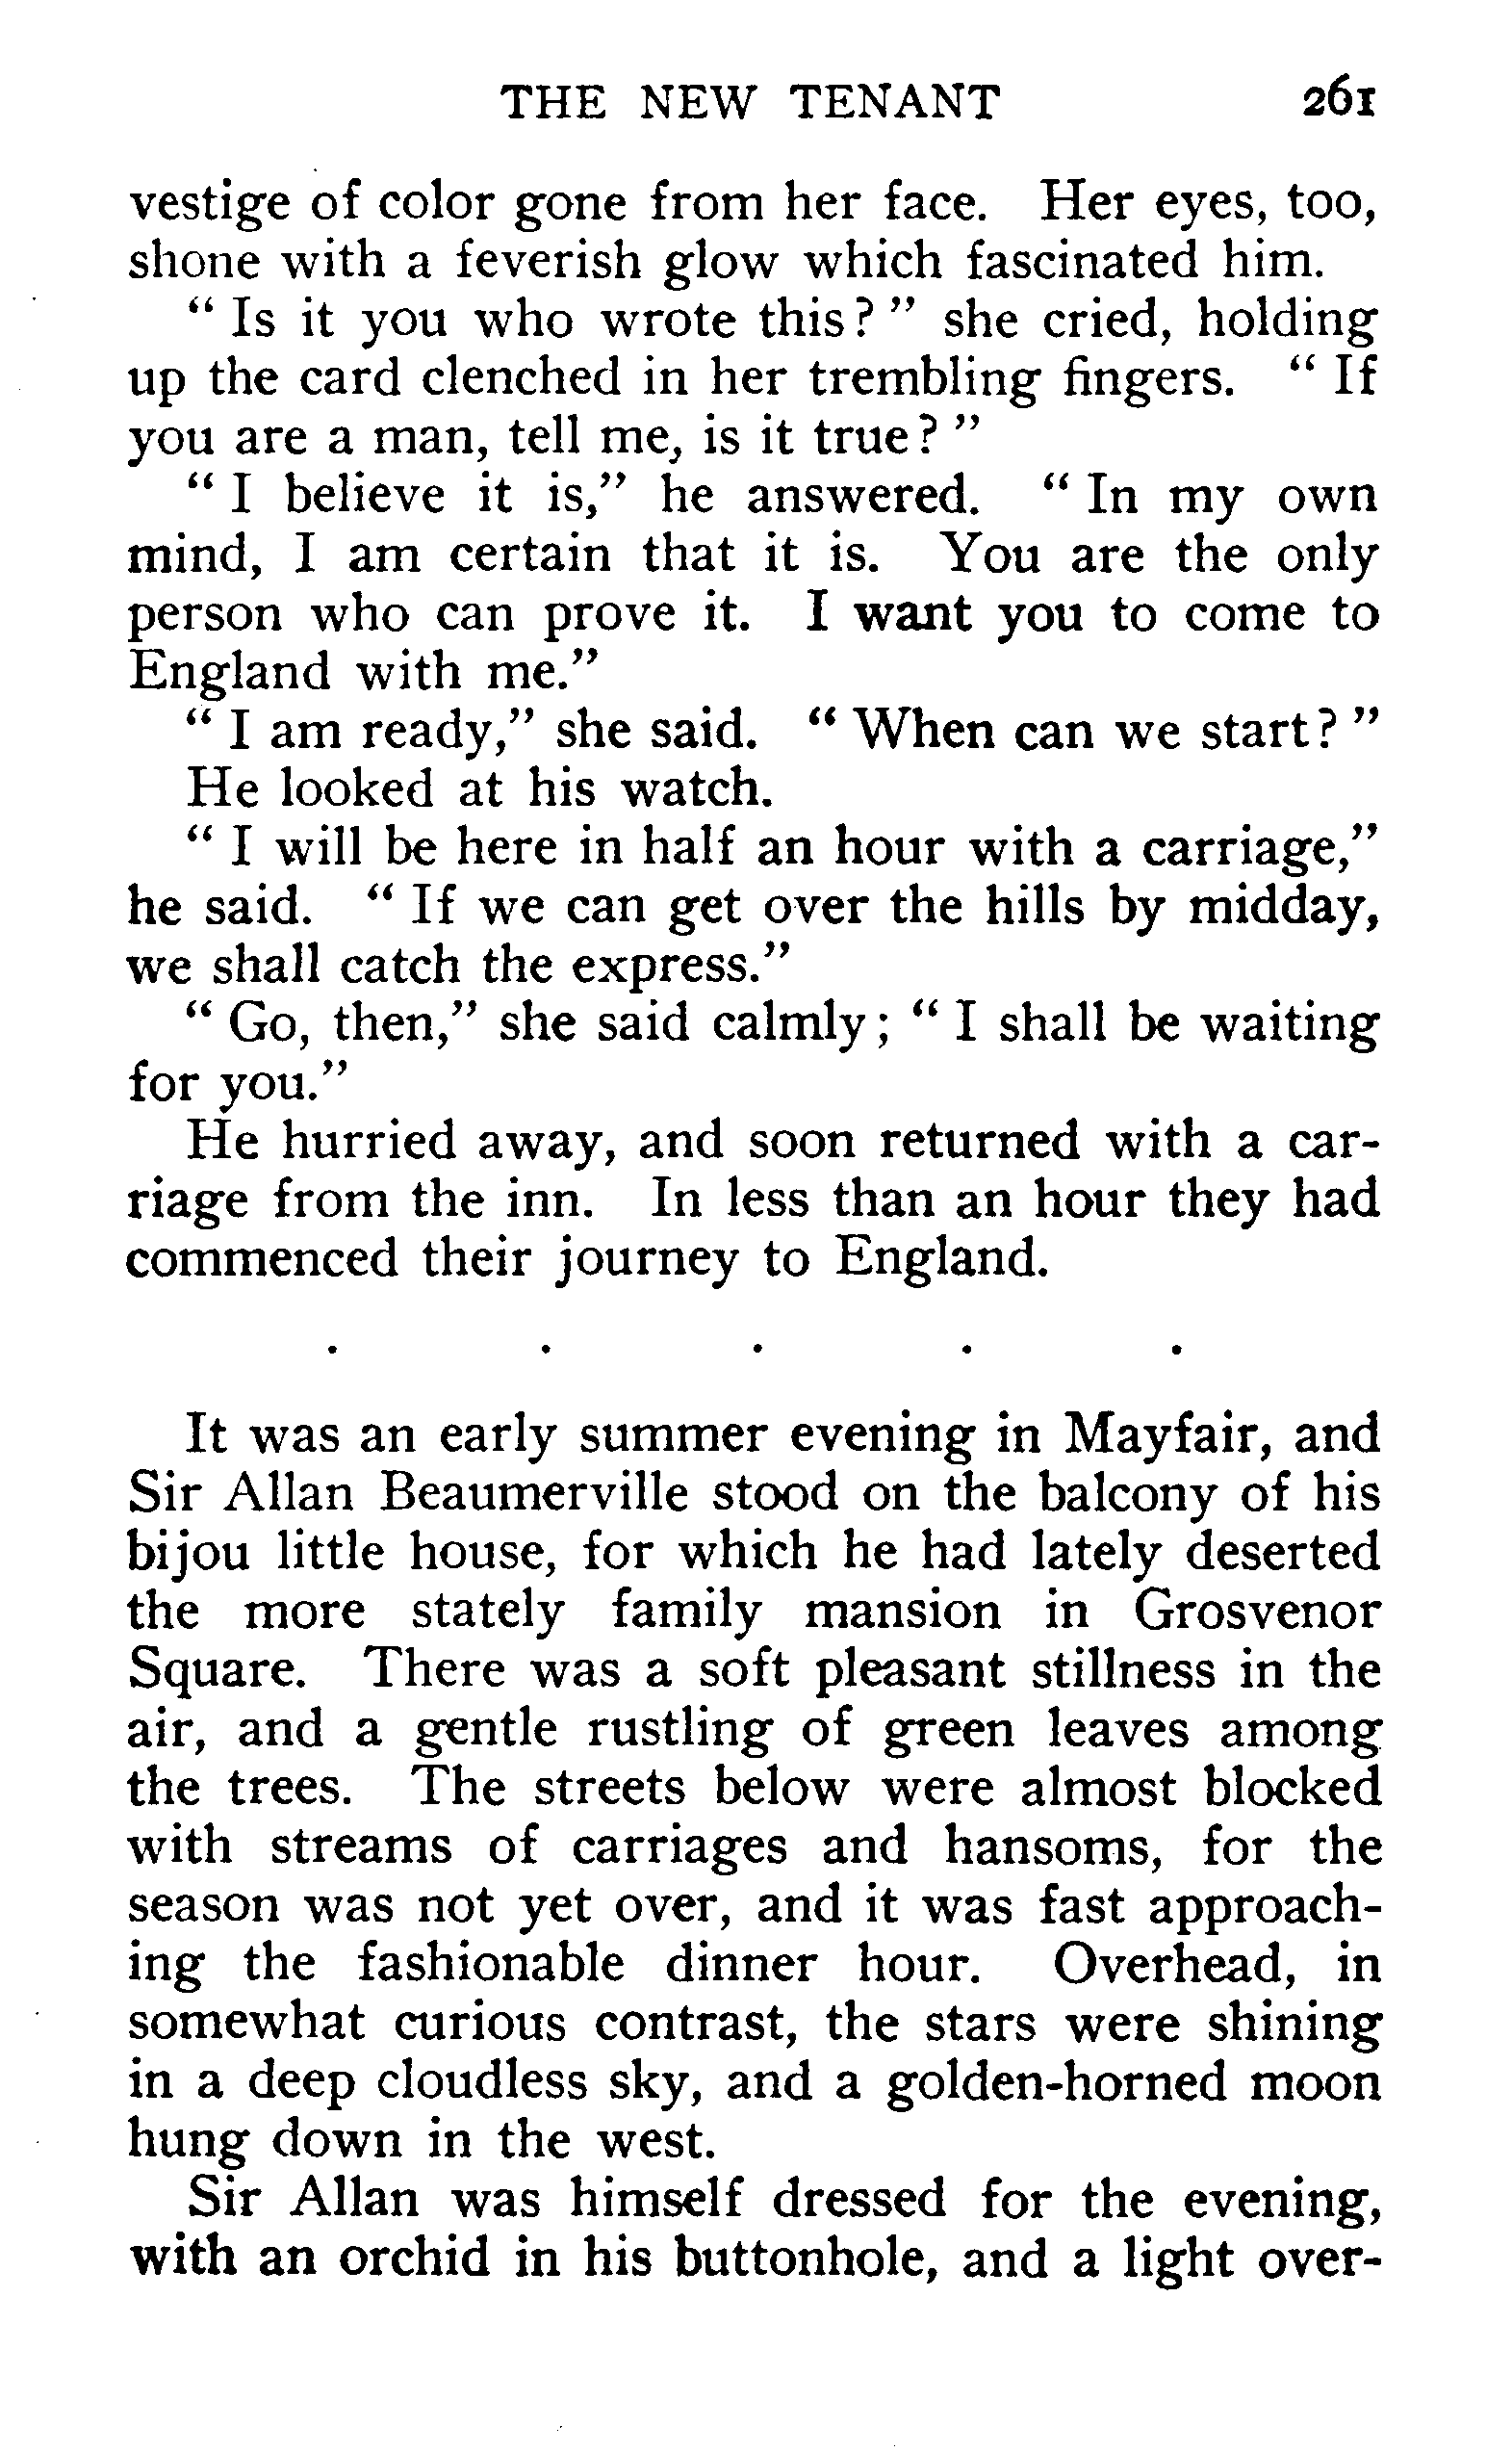 THE NEW TENANT 261
vestige of color gone from her face. Her eyes, too,
shone with a feverish glow which fascinated him.
" Is it you who wrote this? " she cried, holding
up the card clenched in her trembling fingers. " If
you are a man, tell me, is it true? "
" I believe it is," he answered. " In my own
mind, I am certain that it is. You are the only
person who can prove it. I want you to come to
England with me."
" I am ready," she said. " When can we start? "
He looked at his watch.
" I will be here in half an hour with a carriage,"
he said. " If we can get over the hills by midday,
we shall catch the express."
" Go, then," she said calmly; " I shall be waiting
for you."
He hurried away, and soon returned with a car-
riage from the inn. In less than an hour they had
commenced their journey to England.
. . . . .
It was an early summer evening in Mayfair, and
Sir Allan Beaumerville stood on the balcony of his
bijou little house, for which he had lately deserted
the more stately family mansion in Grosvenor
Square. There was a soft pleasant stillness in the
air, and a gentle rustling of green leaves among
the trees. The streets below were almost blocked
with streams of carriages and hansoms, for the
season was not yet over, and it was fast approach-
ing the fashionable dinner hour. Overhead, in
somewhat curious contrast, the stars were shining
in a deep cloudless sky, and a golden-horned moon
hung down in the west.
Sir Allan was himself dressed for the evening,
with an orchid in his buttonhole, and a light over-